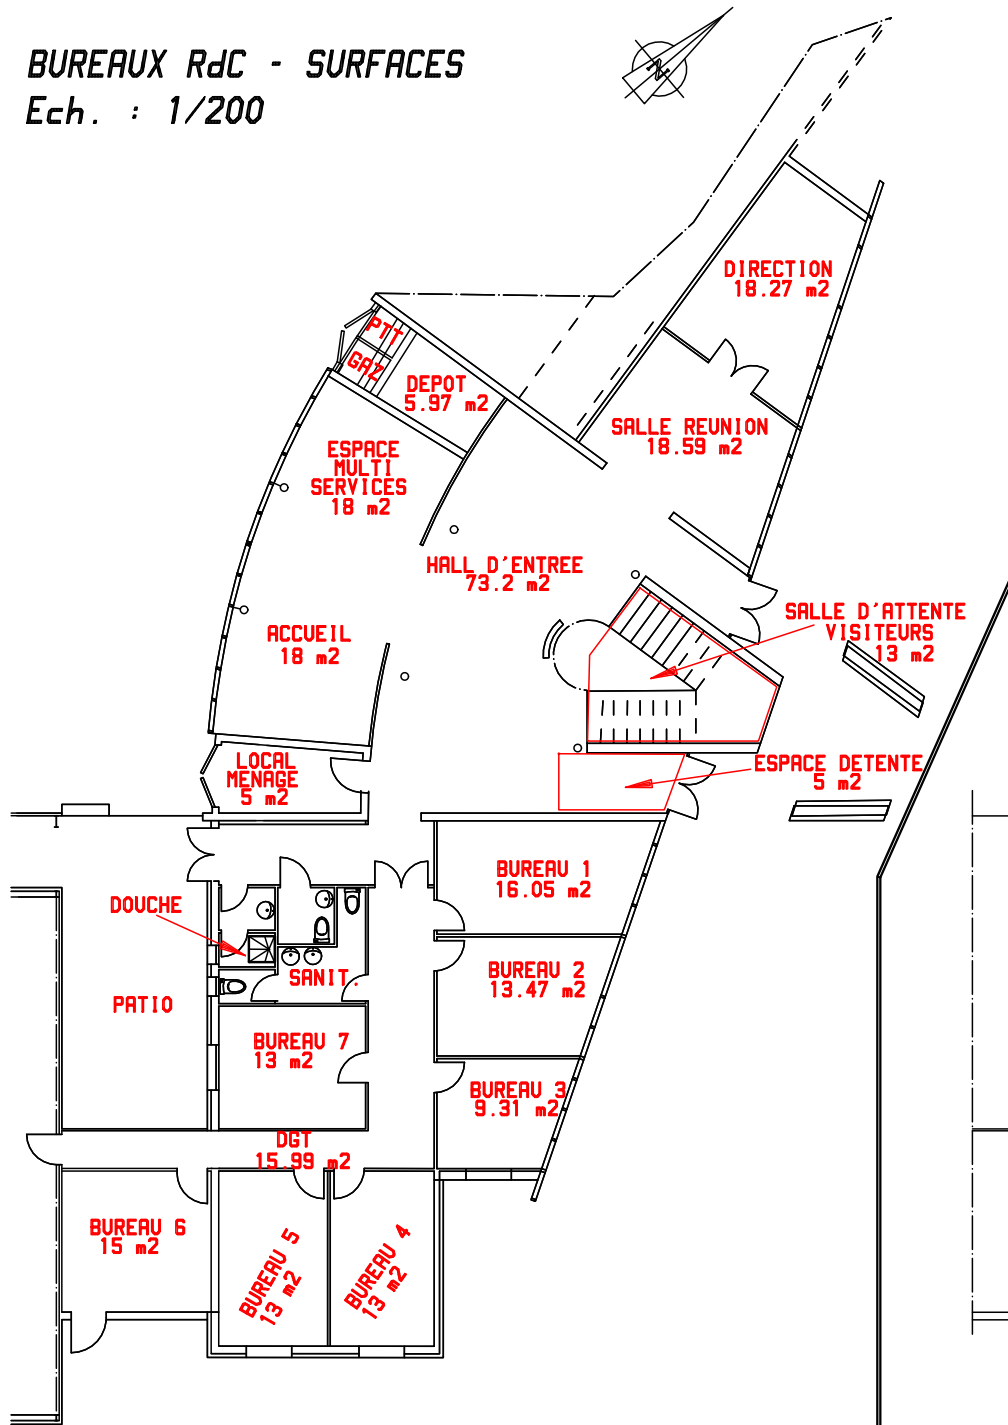 BUREAUX RdC - SURFACES
Ech. : 1/200
N
DIRECTION
18.27 m2
PTT
GAZ
DEPOT
5.97 m2
SALLE REUNION
18.59 m2
ESPACE
MULTI
SERVICES
18 m2
HALL D'ENTREE
73.2 m2
SALLE D'ATTENTE
VISITEURS
13 m2
ACCUEIL
18 m2
LOCAL
MENAGE
5 m2
ESPACE DETENTE
5 m2
BUREAU 1
16.05 m2
DOUCHE
BUREAU 2
13.47 m2
SANIT.
PATIO
BUREAU 7
13 m2
BUREAU 3
9.31 m2
DGT
15.99 m2
BUREAU 6
15 m2
BUREAU 5
13 m2
BUREAU 4
13 m2